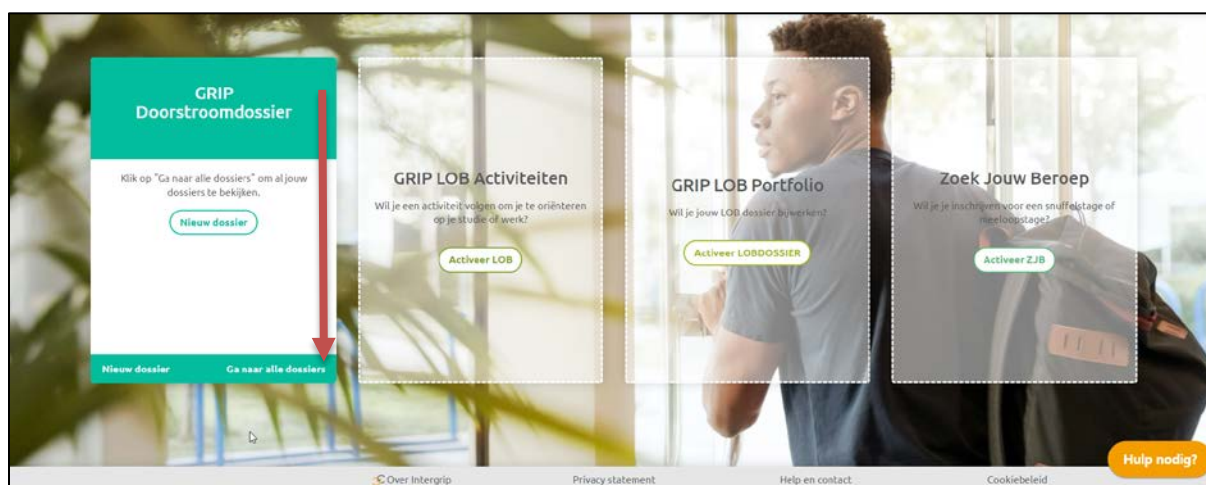 GRIP
Doorstroomdossier
Klik op "Ga naar alle dossiers" om al jouw
dossiers te bekijken.
Nieuw dossier
Nieuw dossier
Ga naar alle dossiers
GRIP LOB Activiteiten
Wil je een activiteit volgen om je te oriënteren
op je studie of werk?
Activeer LOB
GRIP LOB Portfolio
Wil je jouw LOB dossier bijwerken?
Activeer LOBDOSSIER
Zoek Jouw Beroep
Wil je je inschrijven voor een snuffelstage of
meeloopstage?
Activeer ZJB
Hulp nodig?
Over Intergrip
Privacy statement
Help en contact
Cookiebeleid